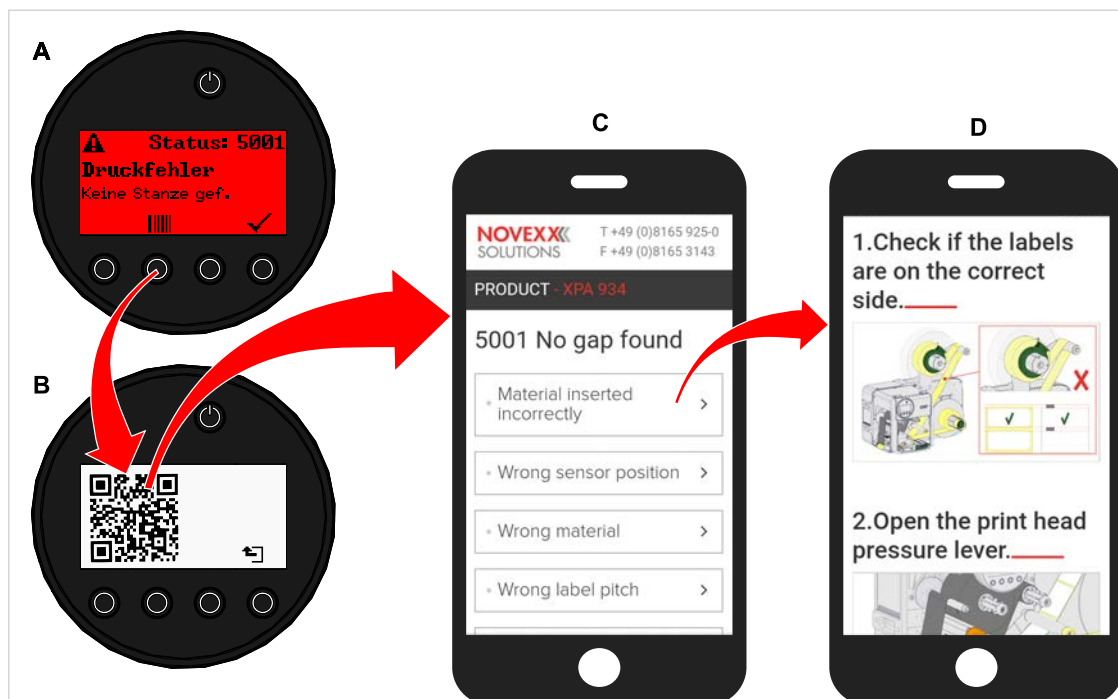 A
Status: 5001
Druckfehler
Keine Stanze gef.
B
C
NOVEXX
SOLUTIONS
T +49 (0)8165 925-0
F +49 (0)8165 3143
PRODUCT - XPA 934
5001 No gap found
Material inserted
incorrectly
Wrong sensor position
Wrong material
Wrong label pitch
D
1.Check if the labels
are on the correct
side.
X
2.Open the print head
pressure lever.